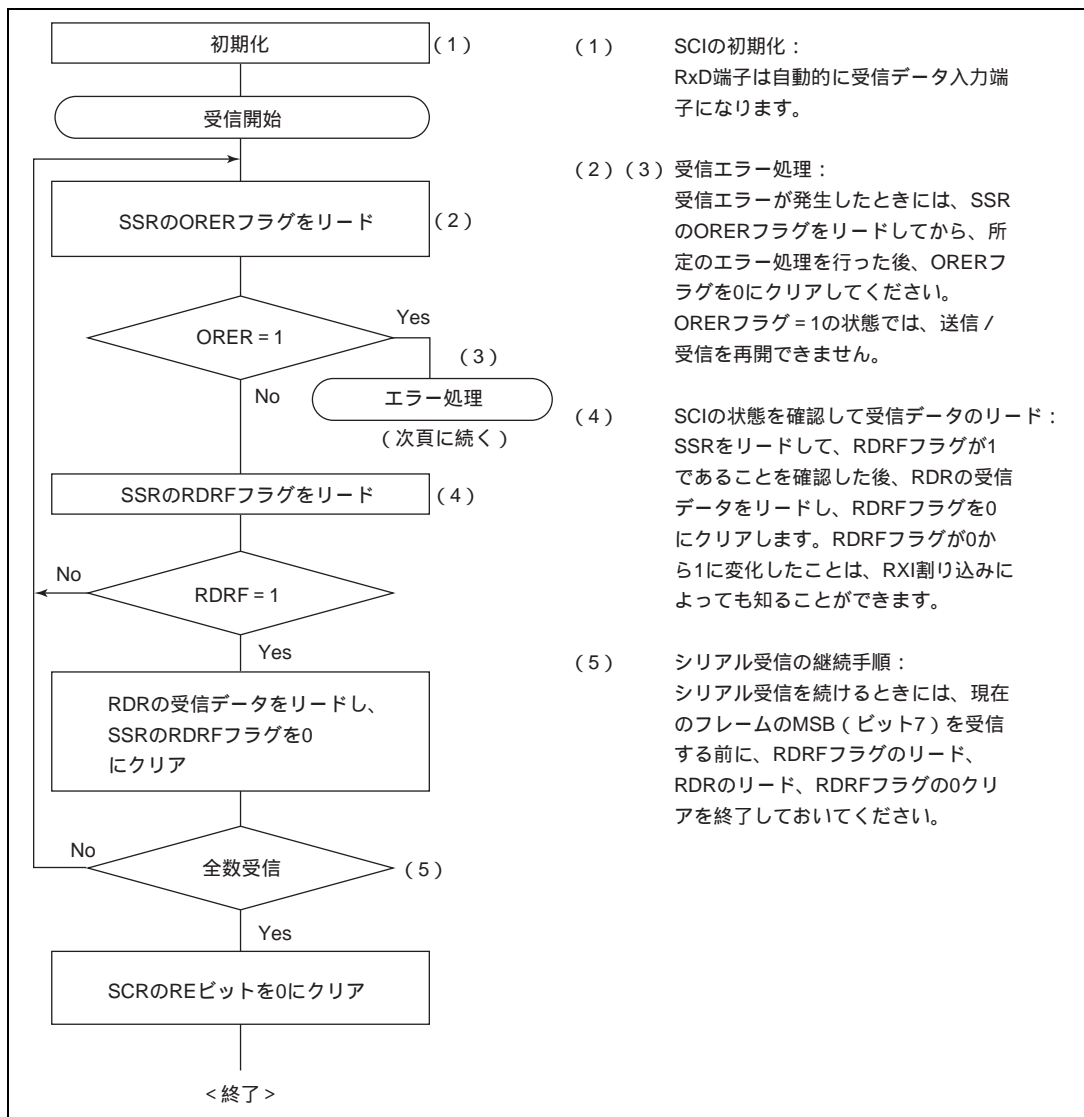 初期化
（1）
受信開始
SSRのORERフラグをリード
（2）
ORER = 1
Yes
（3）
No
エラー処理
（次頁に続く）
SSRのRDRFフラグをリード
（4）
No
RDRF = 1
Yes
RDRの受信データをリードし、
SSRのRDRFフラグを0
にクリア
No
全数受信
（5）
Yes
SCRのREビットを0にクリア
＜終了＞
（1） SCIの初期化：
RxD端子は自動的に受信データ入力端
子になります。
（2）（3）受信エラー処理：
受信エラーが発生したときには、SSR
のORERフラグをリードしてから、所
定のエラー処理を行った後、ORERフ
ラグを0にクリアしてください。
ORERフラグ = 1の状態では、送信／
受信を再開できません。
（4） SCIの状態を確認して受信データのリード：
SSRをリードして、RDRFフラグが1
であることを確認した後、RDRの受信
データをリードし、RDRFフラグを0
にクリアします。RDRFフラグが0か
ら1に変化したことは、RXI割り込みに
よっても知ることができます。
（5） シリアル受信の継続手順：
シリアル受信を続けるときには、現在
のフレームのMSB（ビット7）を受信
する前に、RDRFフラグのリード、
RDRのリード、RDRFフラグの0クリ
アを終了しておいてください。